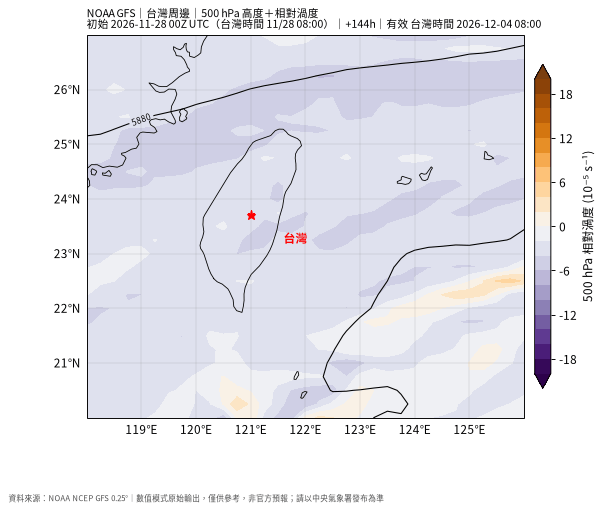 NOAA GFS｜台灣周邊｜500 hPa 高度＋相對渦度
初始 2026-11-28 00Z UTC（台灣時間 11/28 08:00）｜+144h｜有效 台灣時間 2026-12-04 08:00
26°N
25°N
24°N
23°N
22°N
21°N
5880
台灣
119°E
120°E
121°E
122°E
123°E
124°E
125°E
18
12
6
0
-6
-12
-18
500 hPa 相對渦度 (10⁻⁵ s⁻¹)
資料來源：NOAA NCEP GFS 0.25°｜數值模式原始輸出，僅供參考，非官方預報；請以中央氣象署發布為準